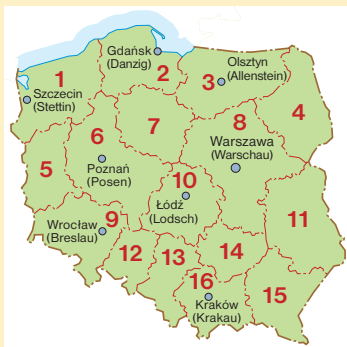 Gdańsk
(Danzig)
Olsztyn
(Allenstein)
1
2
3
Szczecin
(Stettin)
4
7
8
6
Warszawa
(Warschau)
Poznań
(Posen)
5
10
Łódź
(Lodsch)
9
11
Wrocław
(Breslau)
12
13
14
16
Kraków
(Krakau)
15